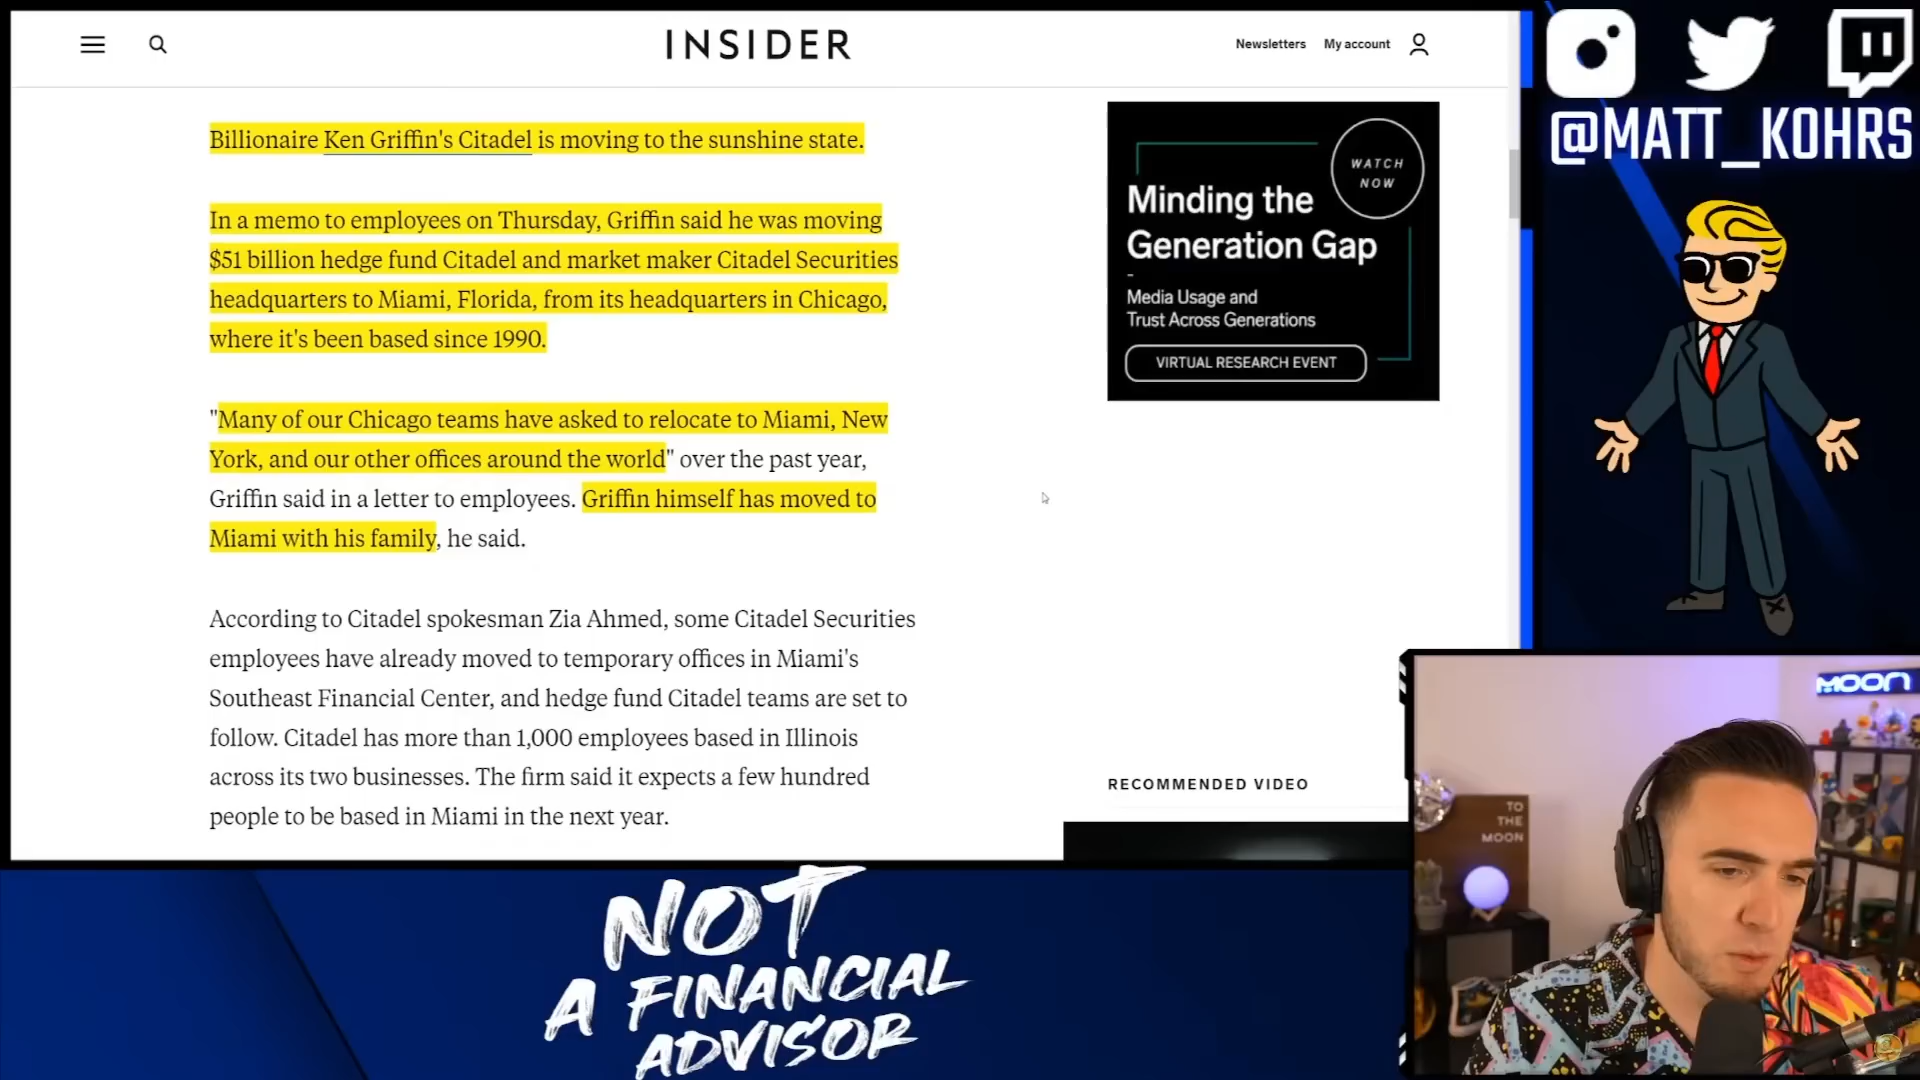 INSIDER
Newsletters
My account
Billionaire Ken Griffin's Citadel is moving to the sunshine state.
In a memo to employees on Thursday, Griffin said he was moving
$51 billion hedge fund Citadel and market maker Citadel Securities
headquarters to Miami, Florida, from its headquarters in Chicago,
where it's been based since 1990.
"Many of our Chicago teams have asked to relocate to Miami, New
York, and our other offices around the world" over the past year,
Griffin said in a letter to employees. Griffin himself has moved to
Miami with his family, he said.
According to Citadel spokesman Zia Ahmed, some Citadel Securities
employees have already moved to temporary offices in Miami's
Southeast Financial Center, and hedge fund Citadel teams are set to
follow. Citadel has more than 1,000 employees based in Illinois
across its two businesses. The firm said it expects a few hundred
people to be based in Miami in the next year.
WATCH
NOW
Minding the
Generation Gap
-
Media Usage and
Trust Across Generations
VIRTUAL RESEARCH EVENT
RECOMMENDED VIDEO
@MATT_KOHRS
MOON
TO
THE
MOON
NOT
A FINANCIAL
ADVISOR